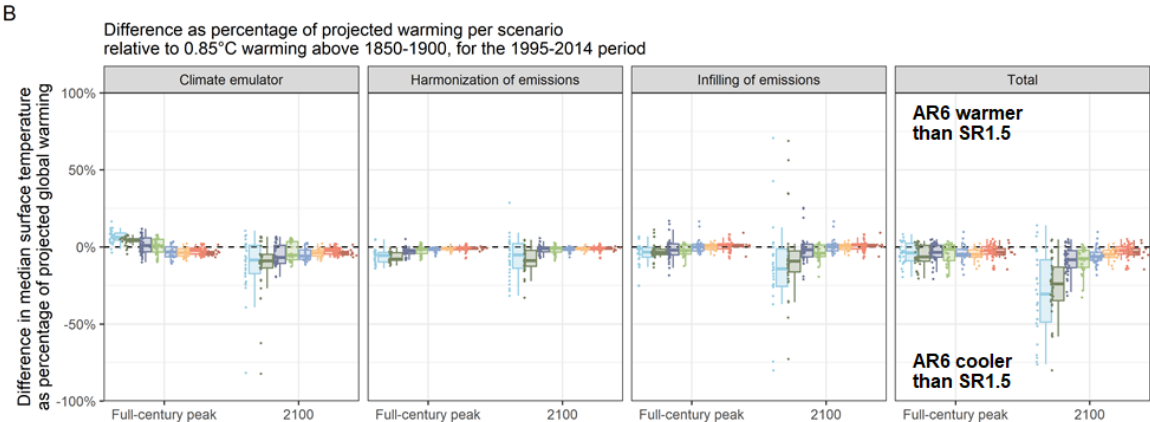 B
Difference as percentage of projected warming per scenario
relative to 0.85°C warming above 1850-1900, for the 1995-2014 period
Climate emulator
Harmonization of emissions
Infilling of emissions
Total
Difference in median surface temperature
as percentage of projected global warming
100%
50%
0%
-50%
-100%
AR6 warmer
than SR1.5
AR6 cooler
than SR1.5
Full-century peak
2100
Full-century peak
2100
Full-century peak
2100
Full-century peak
2100